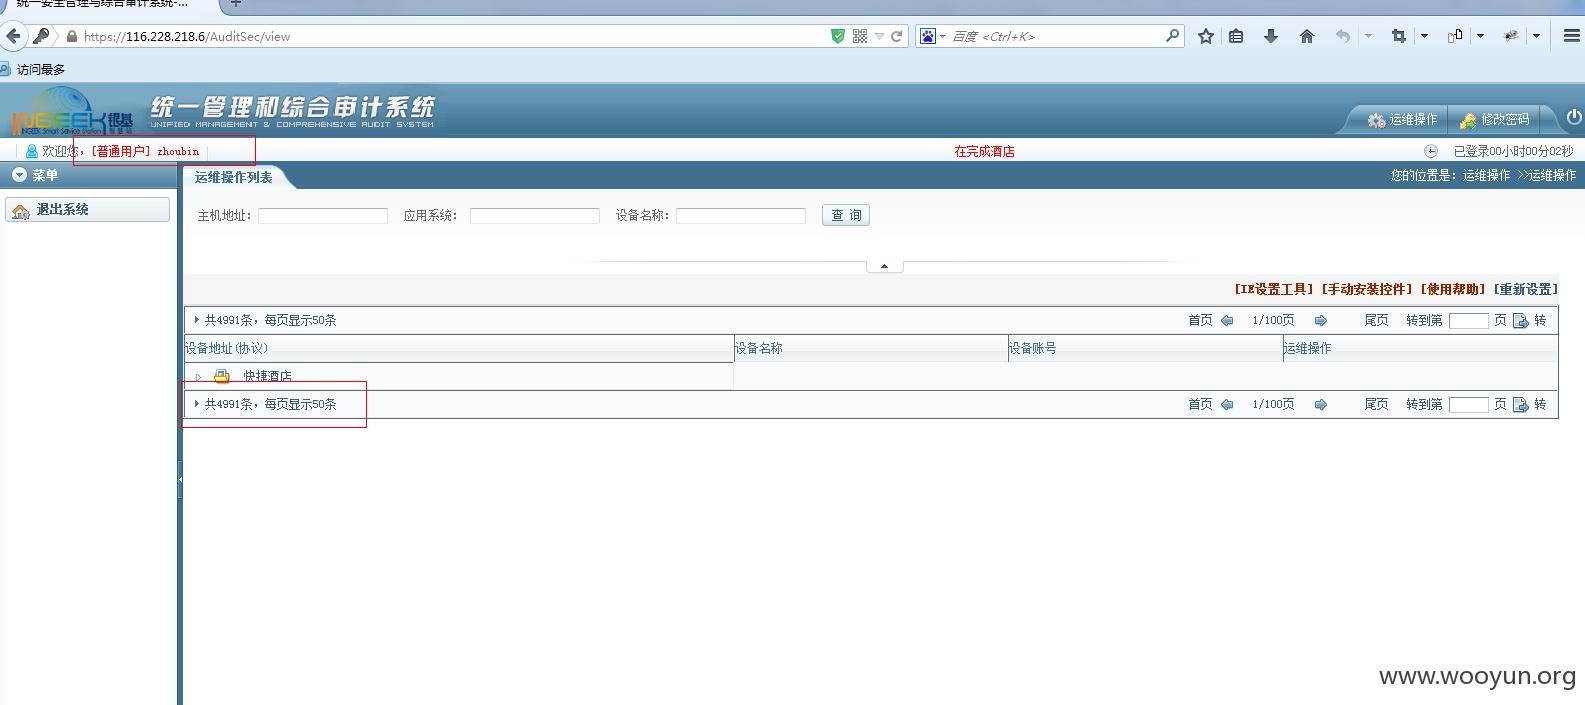 统一安全管理与综合审计系统-...
https://116.228.218.6/AuditSec/view
百度 <Ctrl+K>
访问最多
INGEEK银基
INGEEK Smart Service Station
统一管理和综合审计系统
UNIFIED MANAGEMENT & COMPREHENSIVE AUDIT SYSTEM
运维操作 修改密码
欢迎您，[普通用户] zhoubin
在完成酒店
已登录00小时00分02秒
菜单
运维操作列表
您的位置是：运维操作 >>运维操作
退出系统
主机地址： 应用系统： 设备名称： 查 询
[IE设置工具] [手动安装控件] [使用帮助] [重新设置]
共4991条，每页显示50条 首页 1/100页 尾页 转到第 页 转
设备地址(协议) 设备名称 设备账号 运维操作
快捷酒店
共4991条，每页显示50条 首页 1/100页 尾页 转到第 页 转
www.wooyun.org